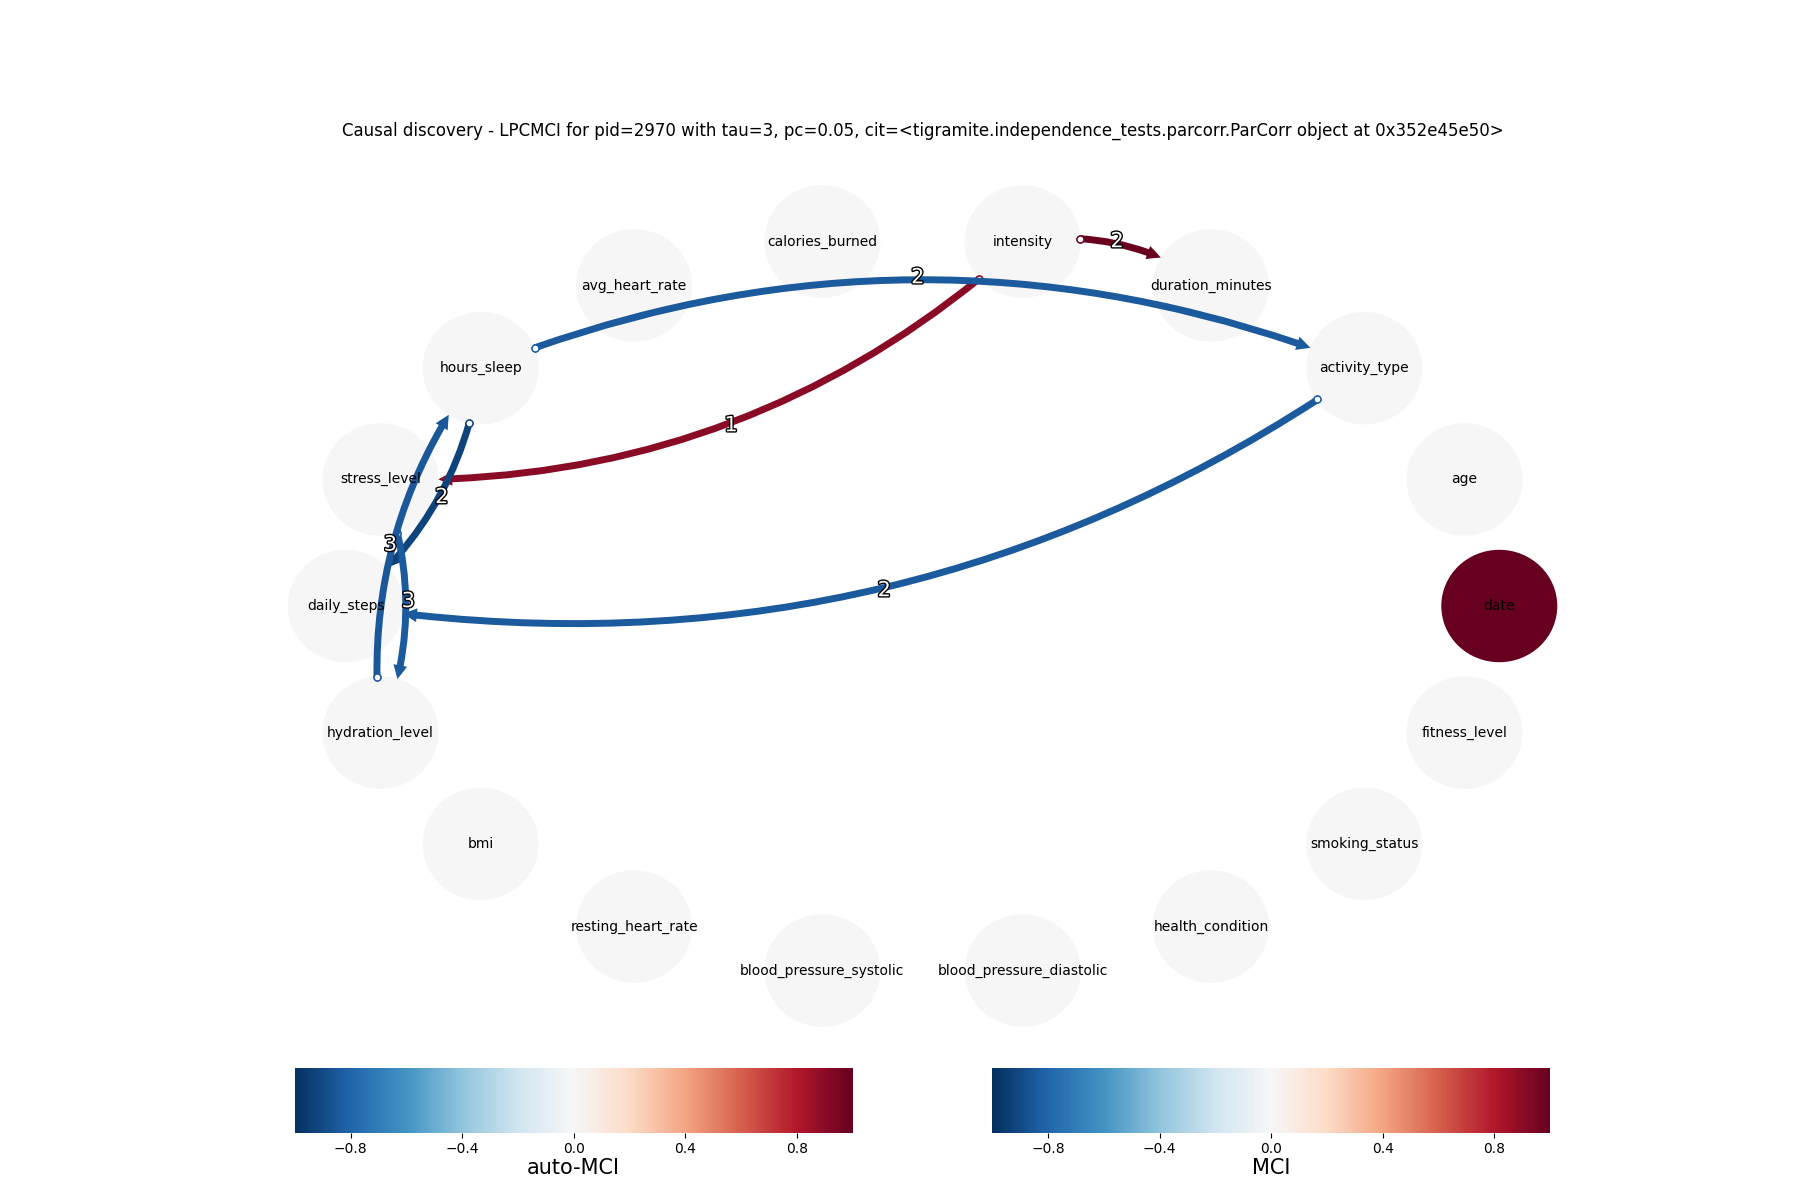 Causal discovery - LPCMCI for pid=2970 with tau=3, pc=0.05, cit=<tigramite.independence_tests.parcorr.ParCorr object at 0x352e45e50>
calories_burned
intensity
2
avg_heart_rate
2
duration_minutes
hours_sleep
activity_type
1
stress_level
2
age
3
2
3
daily_steps
date
hydration_level
fitness_level
bmi
smoking_status
resting_heart_rate
health_condition
blood_pressure_systolic
blood_pressure_diastolic
−0.8 −0.4 0.0 0.4 0.8
auto-MCI
−0.8 −0.4 0.0 0.4 0.8
MCI